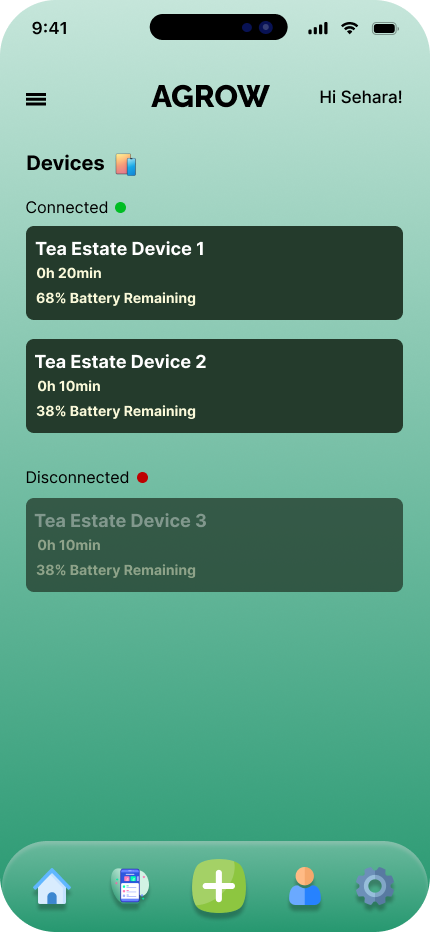 9:41
AGROW
Hi Sehara!
Devices
Connected
Tea Estate Device 1
0h 20min
68% Battery Remaining
Tea Estate Device 2
0h 10min
38% Battery Remaining
Disconnected
Tea Estate Device 3
0h 10min
38% Battery Remaining